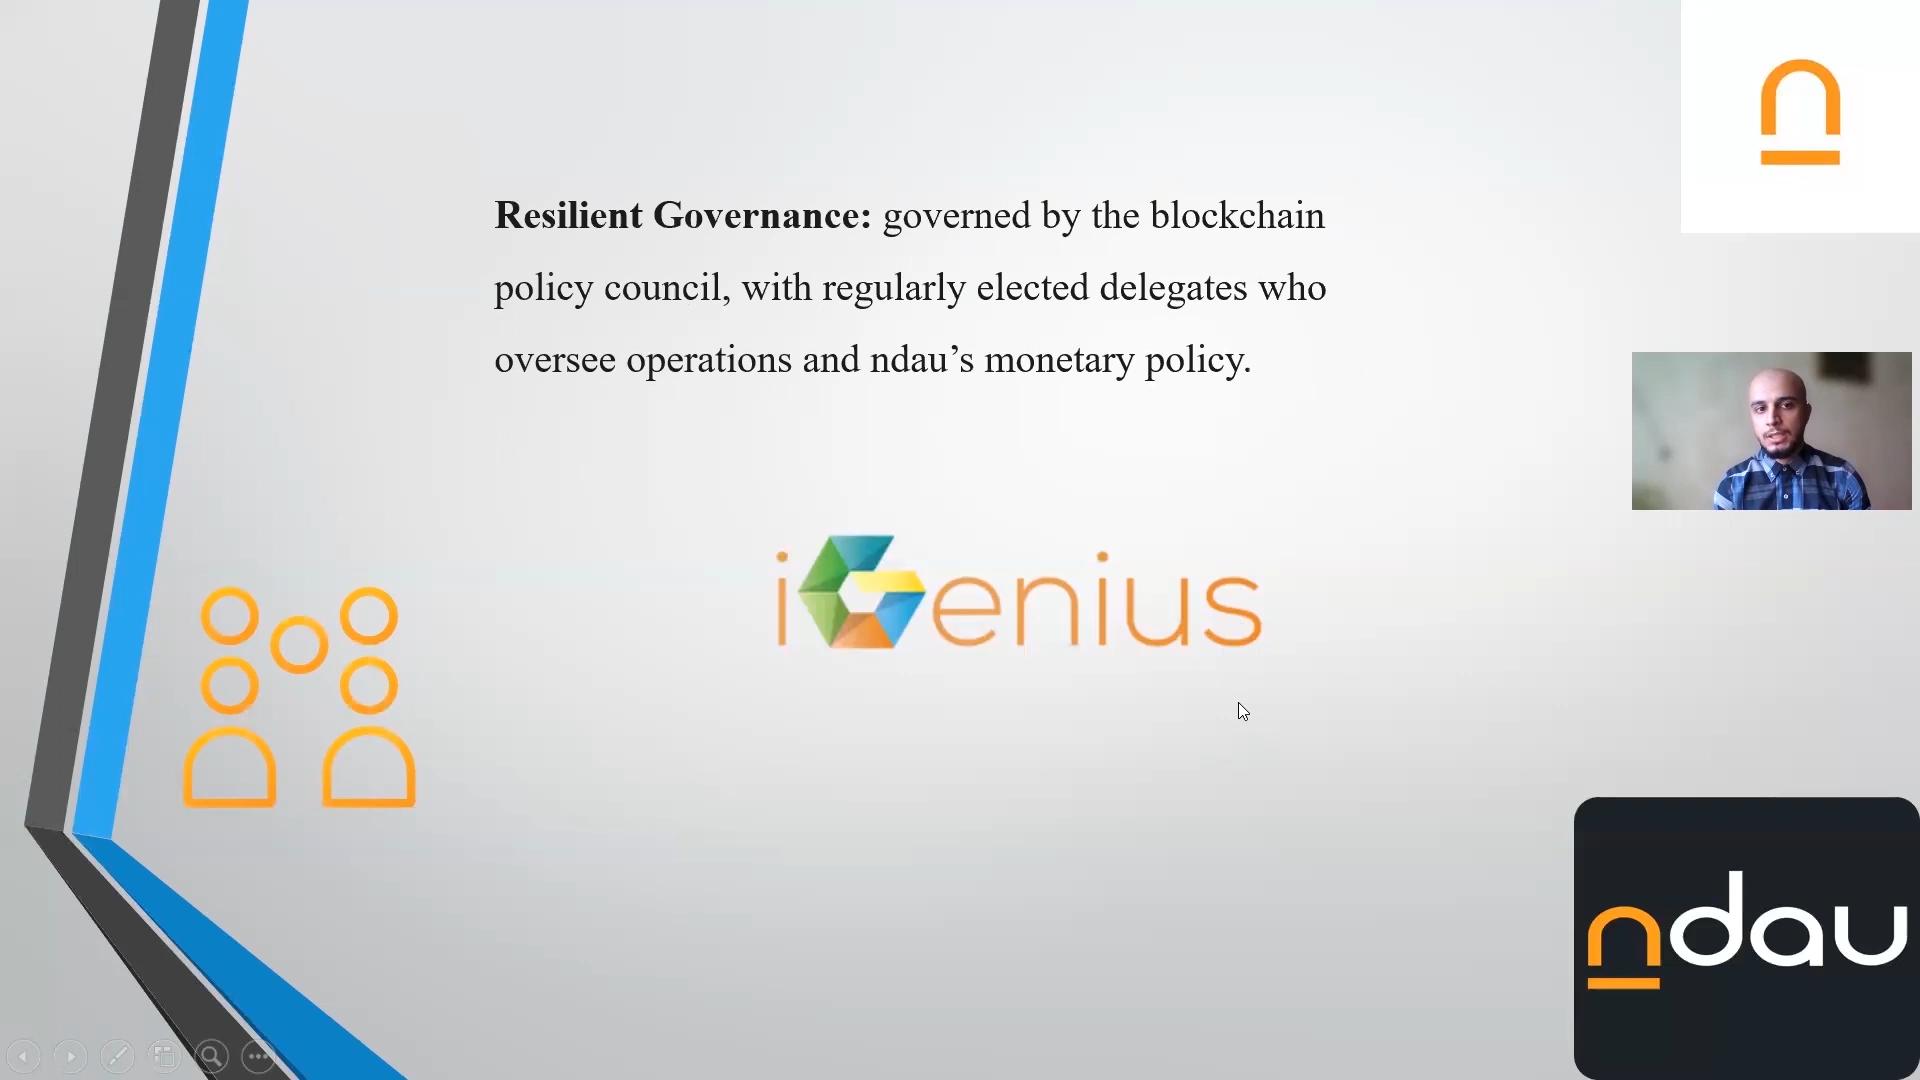 Resilient Governance: governed by the blockchain
policy council, with regularly elected delegates who
oversee operations and ndau’s monetary policy.
iGenius
ndau